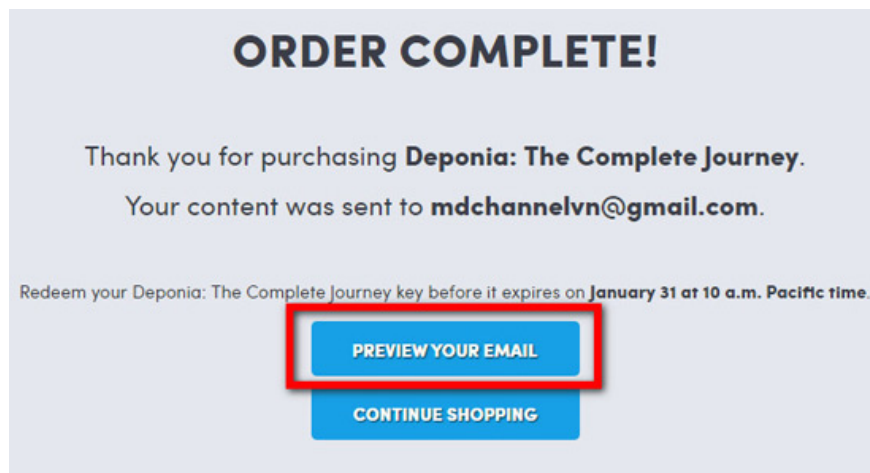 ORDER COMPLETE!
Thank you for purchasing Deponia: The Complete Journey.
Your content was sent to mdchannelvn@gmail.com.
Redeem your Deponia: The Complete Journey key before it expires on January 31 at 10 a.m. Pacific time.
PREVIEW YOUR EMAIL
CONTINUE SHOPPING